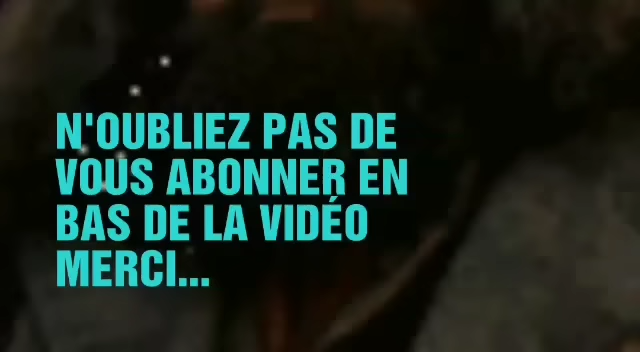 N'OUBLIEZ PAS DE
VOUS ABONNER EN
BAS DE LA VIDÉO
MERCI...